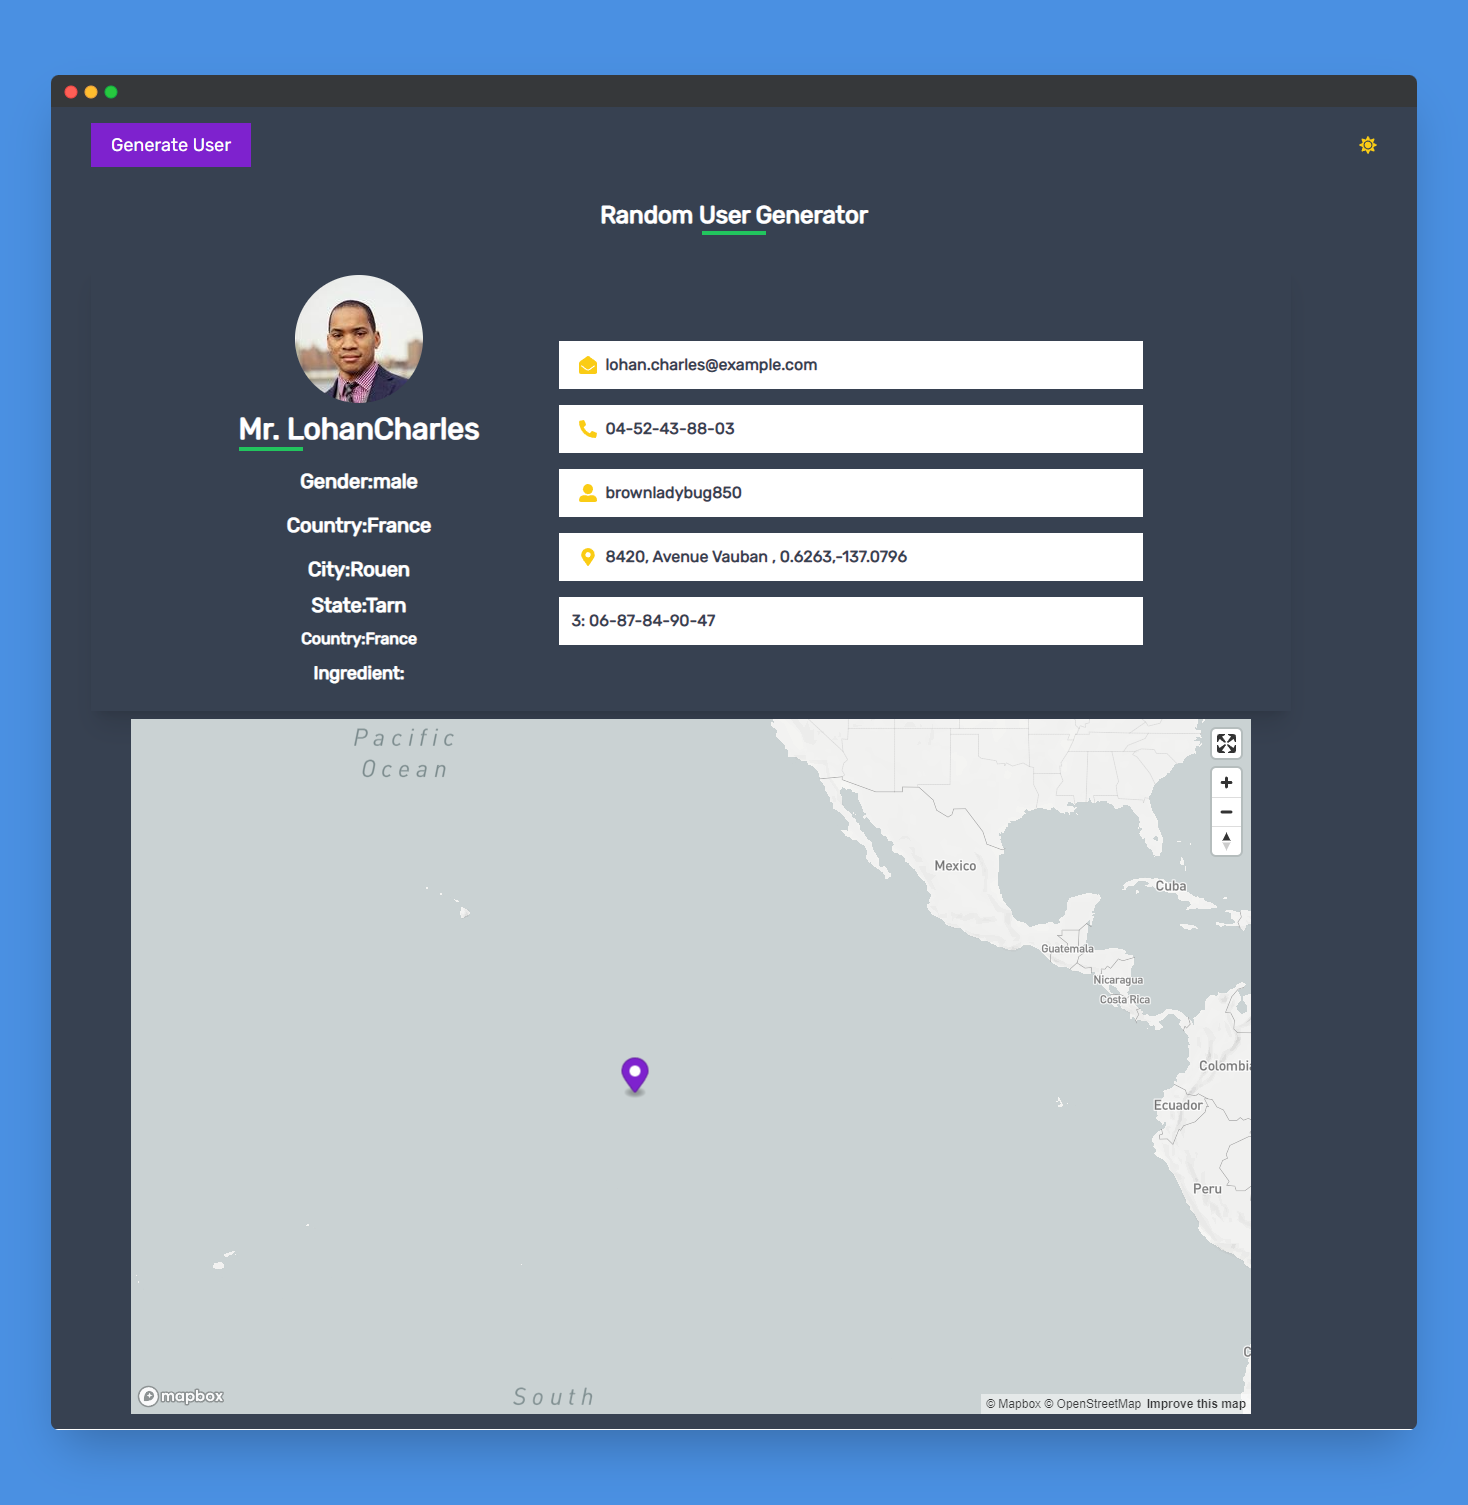 Generate User
Random User Generator
Mr. LohanCharles
Gender:male
Country:France
City:Rouen
State:Tarn
Country:France
Ingredient:
lohan.charles@example.com
04-52-43-88-03
brownladybug850
8420, Avenue Vauban , 0.6263,-137.0796
3: 06-87-84-90-47
Pacific
Ocean
Mexico
Cuba
Guatemala
Nicaragua
Costa Rica
Colombia
Ecuador
Peru
C
South
mapbox
© Mapbox © OpenStreetMap Improve this map